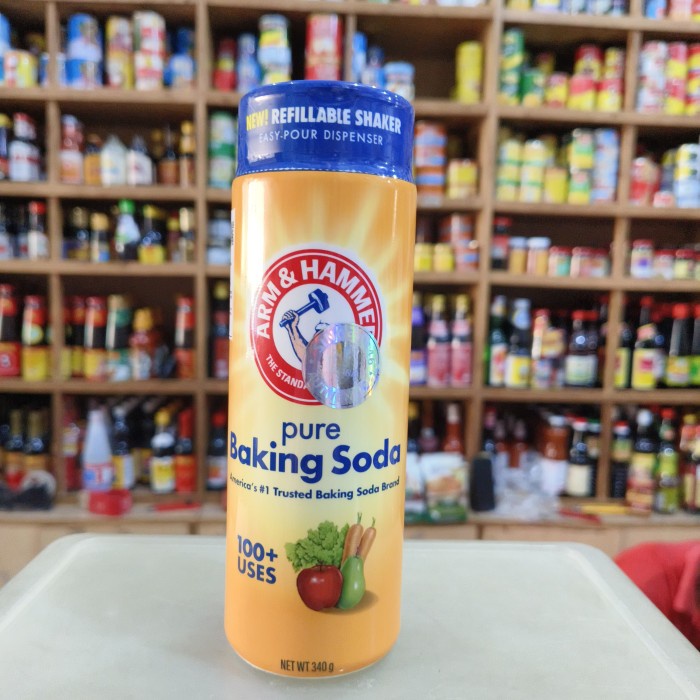 NEW! REFILLABLE SHAKER
EASY-POUR DISPENSER
ARM & HAMMER
THE STANDA
pure
Baking Soda
America's #1 Trusted Baking Soda Brand
100+
USES
NET WT 340 g